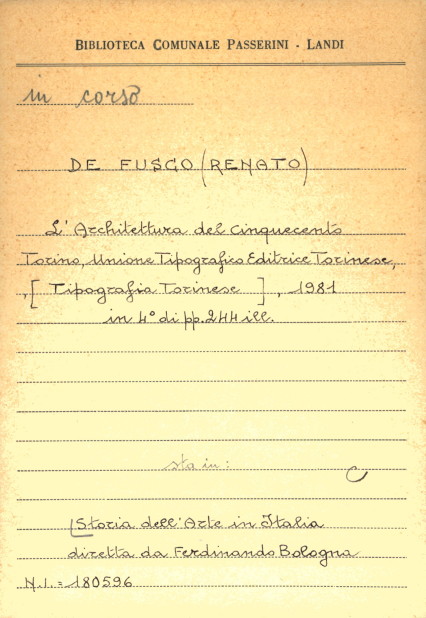 BIBLIOTECA COMUNALE PASSERINI - LANDI
in corso
DE FUSCO (RENATO)
L'Architettura del Cinquecento
Torino, Unione Tipografico Editrice Torinese,
, [Tipografia Torinese], 1981
in 4° di pp. 244 ill.
sta in:
C
[Storia dell'Arte in Italia
diretta da Ferdinando Bologna
N.I. = 180596